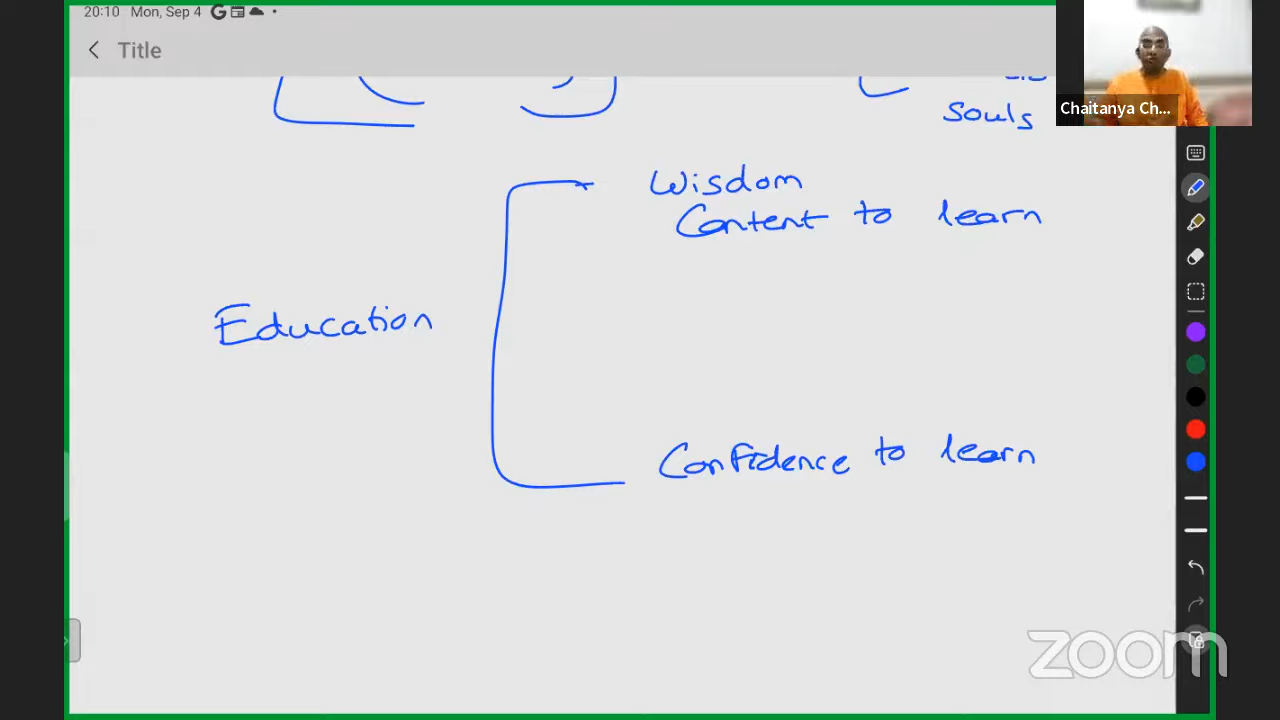 20:10 Mon, Sep 4
Title
souls
Chaitanya Ch...
Wisdom
Content to learn
Education
Confidence to learn
zoom